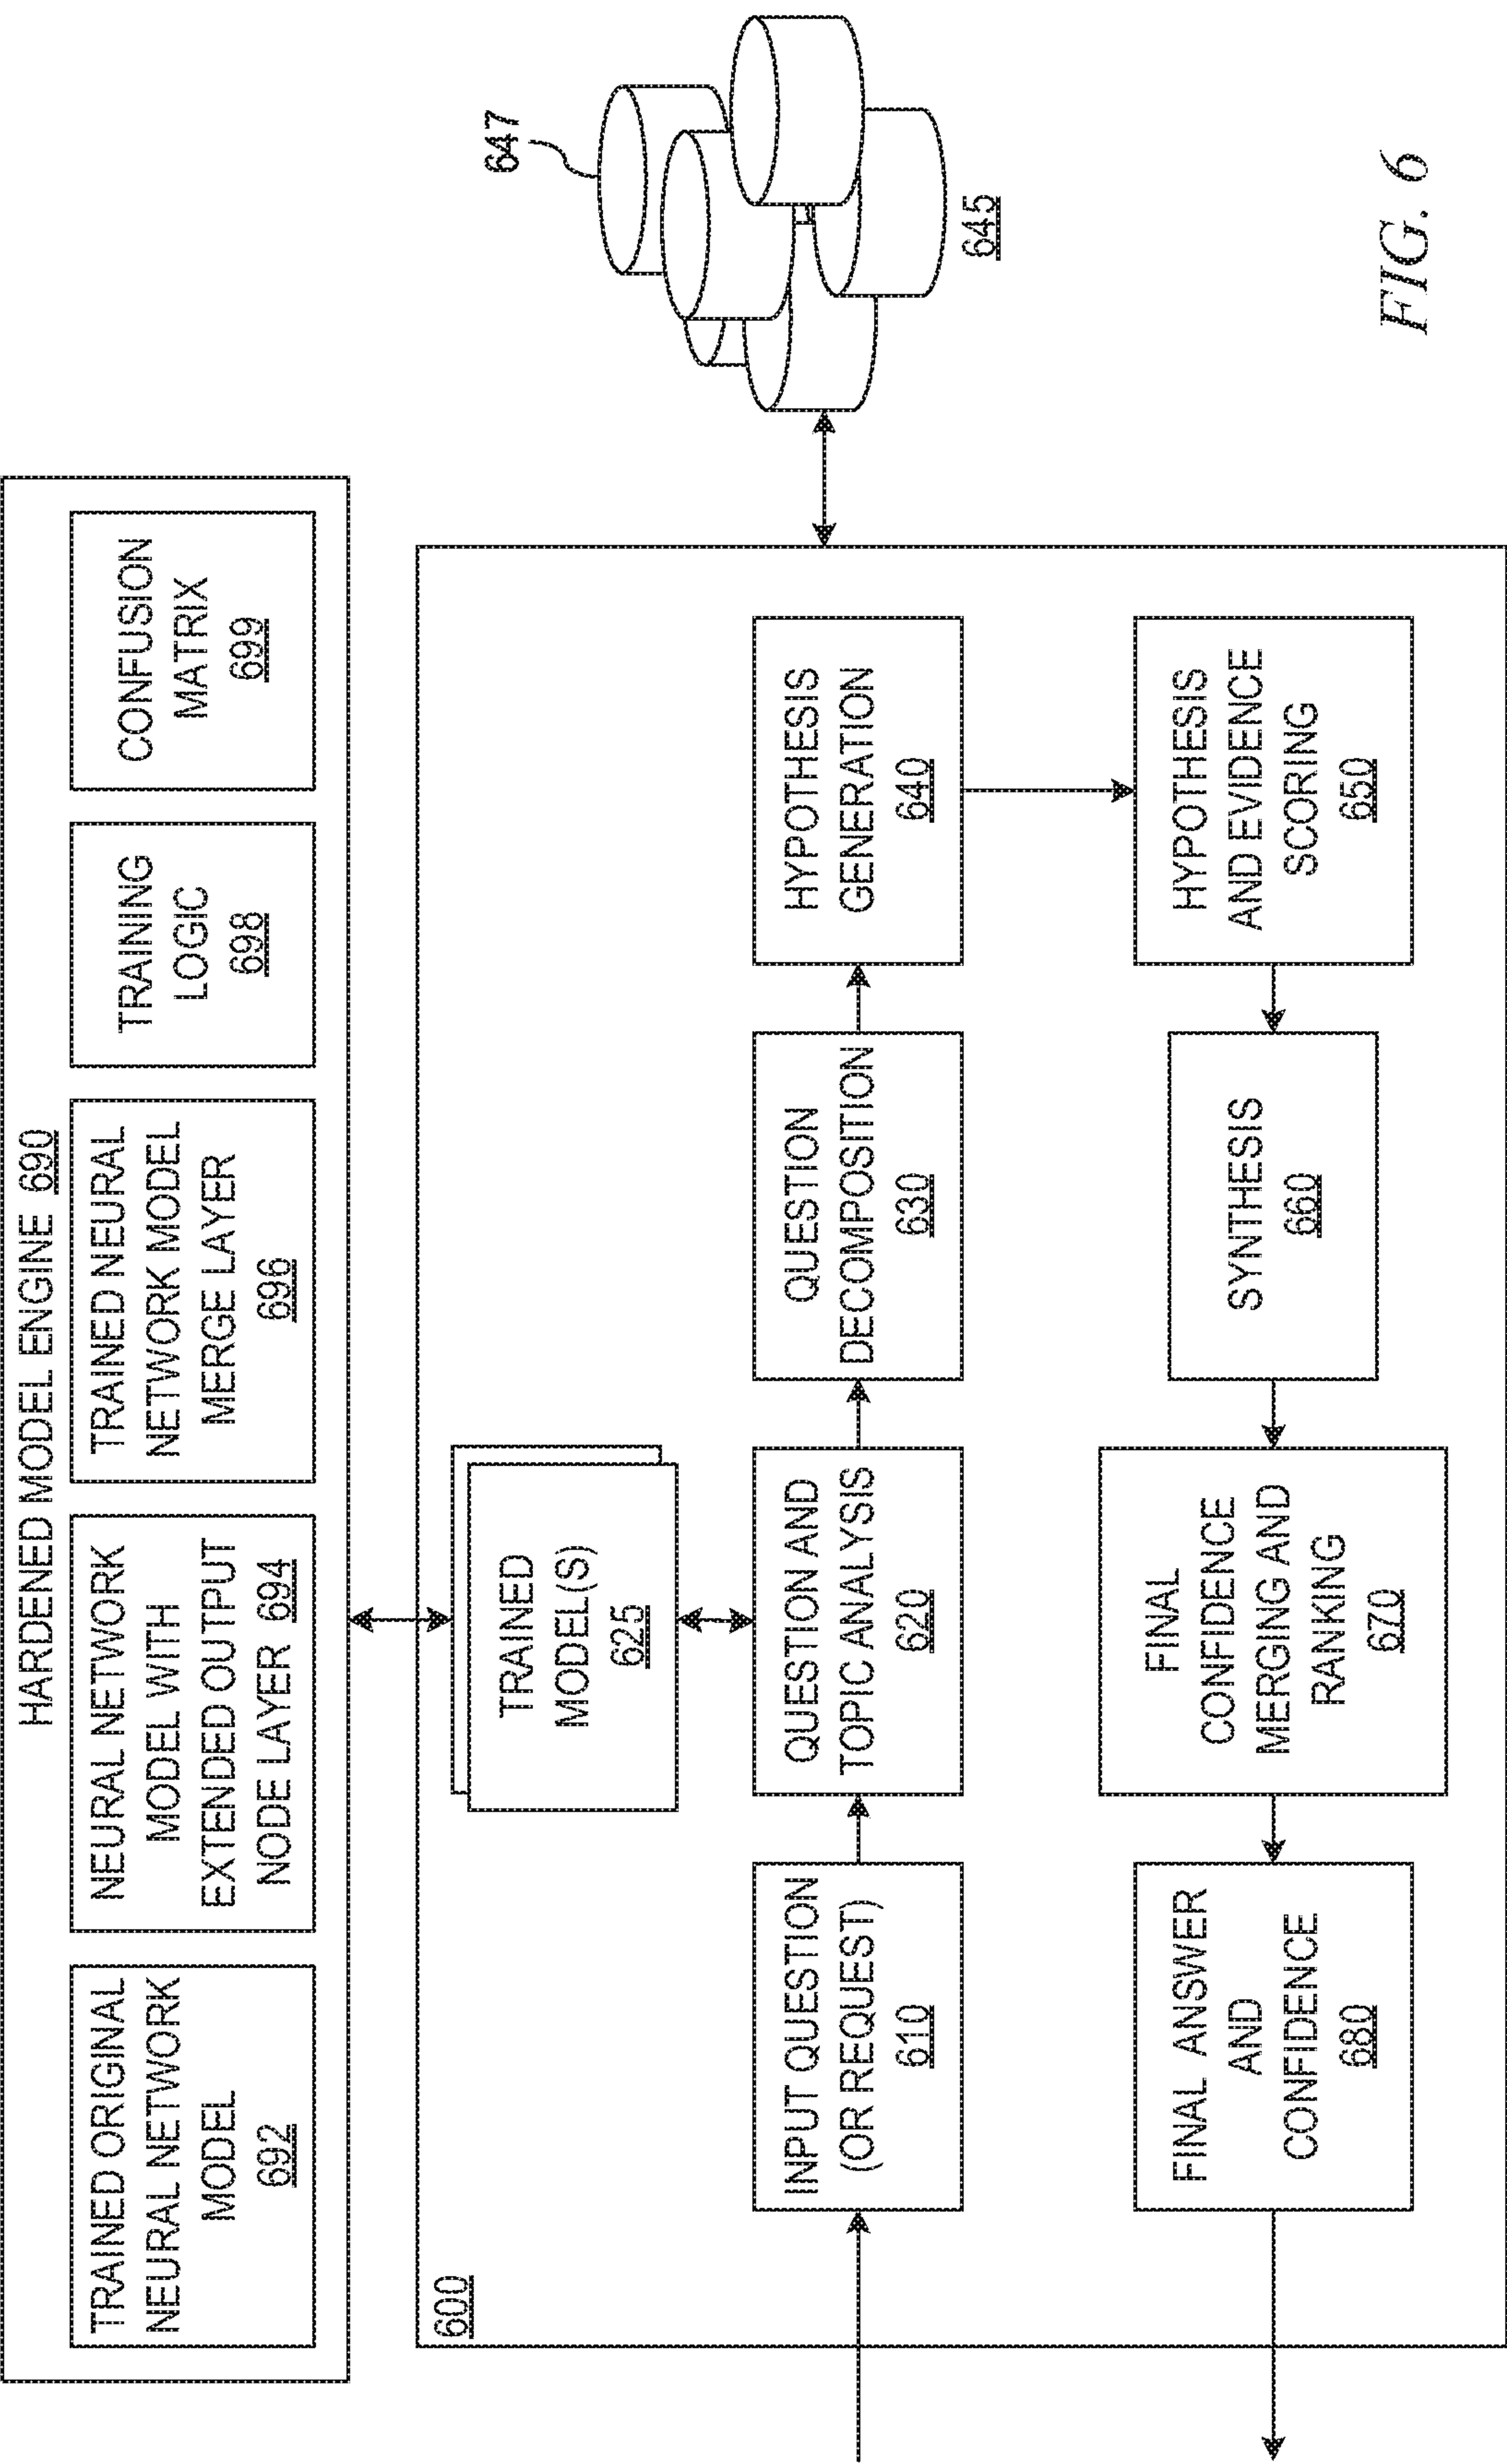 HARDENED MODEL ENGINE 690
TRAINED ORIGINAL
NEURAL NETWORK
MODEL
692
NEURAL NETWORK
MODEL WITH
EXTENDED OUTPUT
NODE LAYER 694
TRAINED NEURAL
NETWORK MODEL
MERGE LAYER
696
TRAINING
LOGIC
698
CONFUSION
MATRIX
699
600
TRAINED
MODEL(S)
625
INPUT QUESTION
(OR REQUEST)
610
QUESTION AND
TOPIC ANALYSIS
620
QUESTION
DECOMPOSITION
630
HYPOTHESIS
GENERATION
640
647
645
HYPOTHESIS
AND EVIDENCE
SCORING
650
SYNTHESIS
660
FINAL
CONFIDENCE
MERGING AND
RANKING
670
FINAL ANSWER
AND
CONFIDENCE
680
FIG. 6